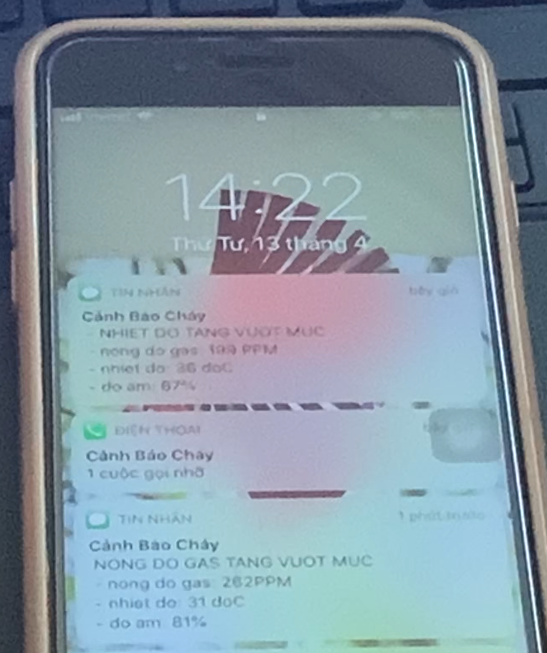 14:22
Thứ Tư, 13 tháng 4
TIN NHẮN
bây giờ
Cảnh Báo Cháy
- NHIET DO TANG VUOT MUC
- nong do gas: 199 PPM
- nhiet do: 36 doC
- do am: 67%
ĐIỆN THOẠI
Cảnh Báo Cháy
1 cuộc gọi nhỡ
TIN NHẮN
1 phút trước
Cảnh Báo Cháy
NONG DO GAS TANG VUOT MUC
- nong do gas: 262PPM
- nhiet do: 31 doC
- do am: 81%